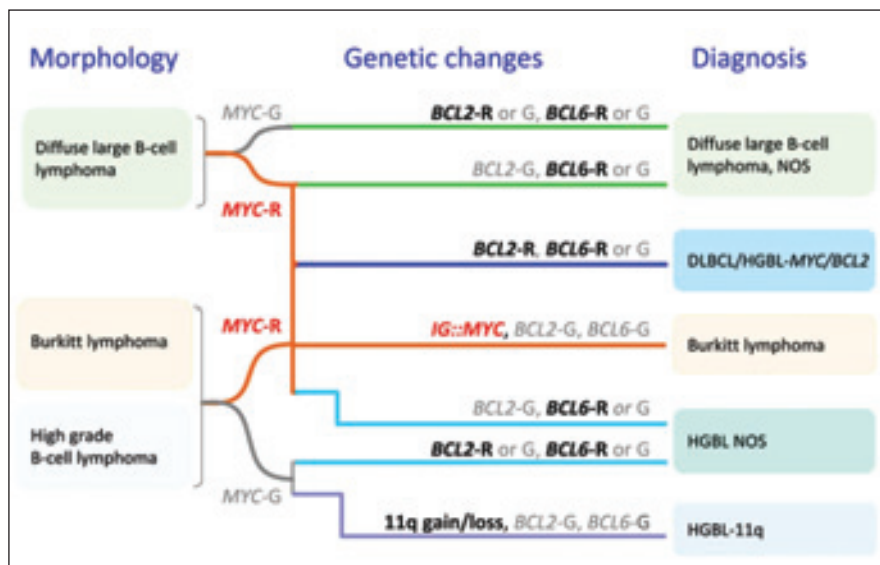 Morphology
Genetic changes
Diagnosis
Diffuse large B-cell
lymphoma
MYC-G
MYC-R
BCL2-R or G, BCL6-R or G
Diffuse large B-cell
lymphoma, NOS
BCL2-G, BCL6-R or G
BCL2-R, BCL6-R or G
DLBCL/HGBL-MYC/BCL2
Burkitt lymphoma
MYC-R
IG::MYC, BCL2-G, BCL6-G
Burkitt lymphoma
High grade
B-cell lymphoma
MYC-G
BCL2-G, BCL6-R or G
BCL2-R or G, BCL6-R or G
HGBL NOS
11q gain/loss, BCL2-G, BCL6-G
HGBL-11q